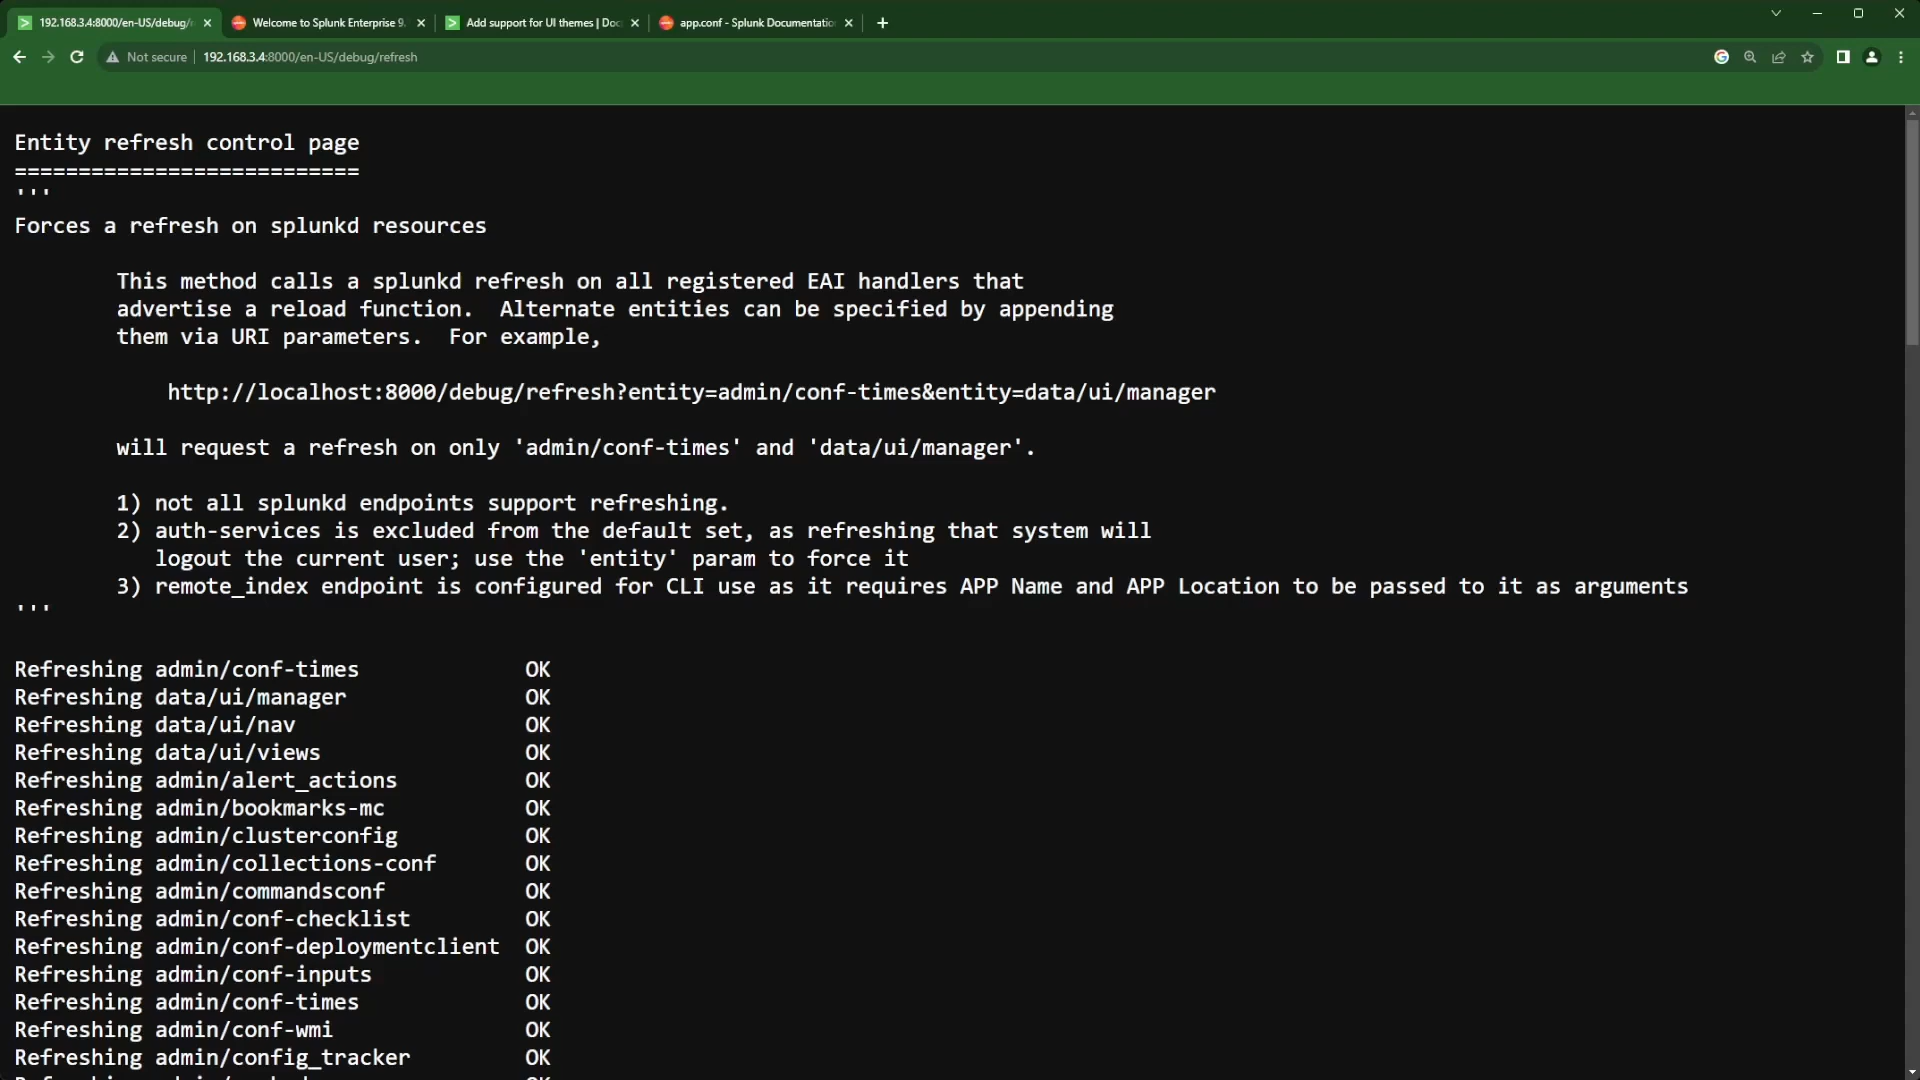 192.168.3.4:8000/en-US/debug/r
Welcome to Splunk Enterprise 9.
Add support for UI themes | Doc
app.conf - Splunk Documentatio
Not secure
192.168.3.4:8000/en-US/debug/refresh
Entity refresh control page
===========================
'''
Forces a refresh on splunkd resources
This method calls a splunkd refresh on all registered EAI handlers that
advertise a reload function.  Alternate entities can be specified by appending
them via URI parameters.  For example,
http://localhost:8000/debug/refresh?entity=admin/conf-times&entity=data/ui/manager
will request a refresh on only 'admin/conf-times' and 'data/ui/manager'.
1) not all splunkd endpoints support refreshing.
2) auth-services is excluded from the default set, as refreshing that system will
logout the current user; use the 'entity' param to force it
3) remote_index endpoint is configured for CLI use as it requires APP Name and APP Location to be passed to it as arguments
'''
Refreshing admin/conf-times OK
Refreshing data/ui/manager OK
Refreshing data/ui/nav OK
Refreshing data/ui/views OK
Refreshing admin/alert_actions OK
Refreshing admin/bookmarks-mc OK
Refreshing admin/clusterconfig OK
Refreshing admin/collections-conf OK
Refreshing admin/commandsconf OK
Refreshing admin/conf-checklist OK
Refreshing admin/conf-deploymentclient OK
Refreshing admin/conf-inputs OK
Refreshing admin/conf-times OK
Refreshing admin/conf-wmi OK
Refreshing admin/config_tracker OK